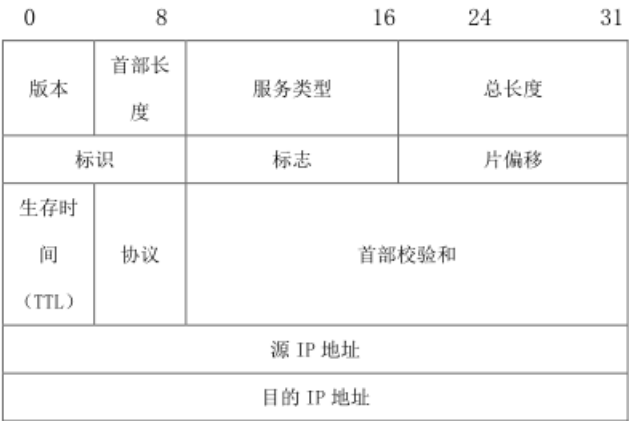 0 8 16 24 31
版本 首部长度 服务类型 总长度
标识 标志 片偏移
生存时间（TTL） 协议 首部校验和
源 IP 地址
目的 IP 地址